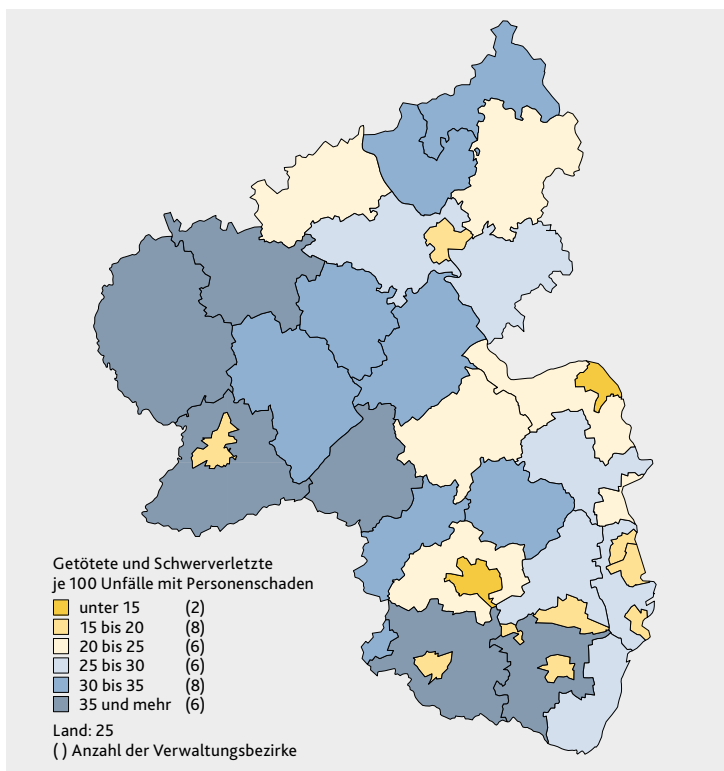 Getötete und Schwerverletzte
je 100 Unfälle mit Personenschaden
unter 15 (2)
15 bis 20 (8)
20 bis 25 (6)
25 bis 30 (6)
30 bis 35 (8)
35 und mehr (6)
Land: 25
( ) Anzahl der Verwaltungsbezirke